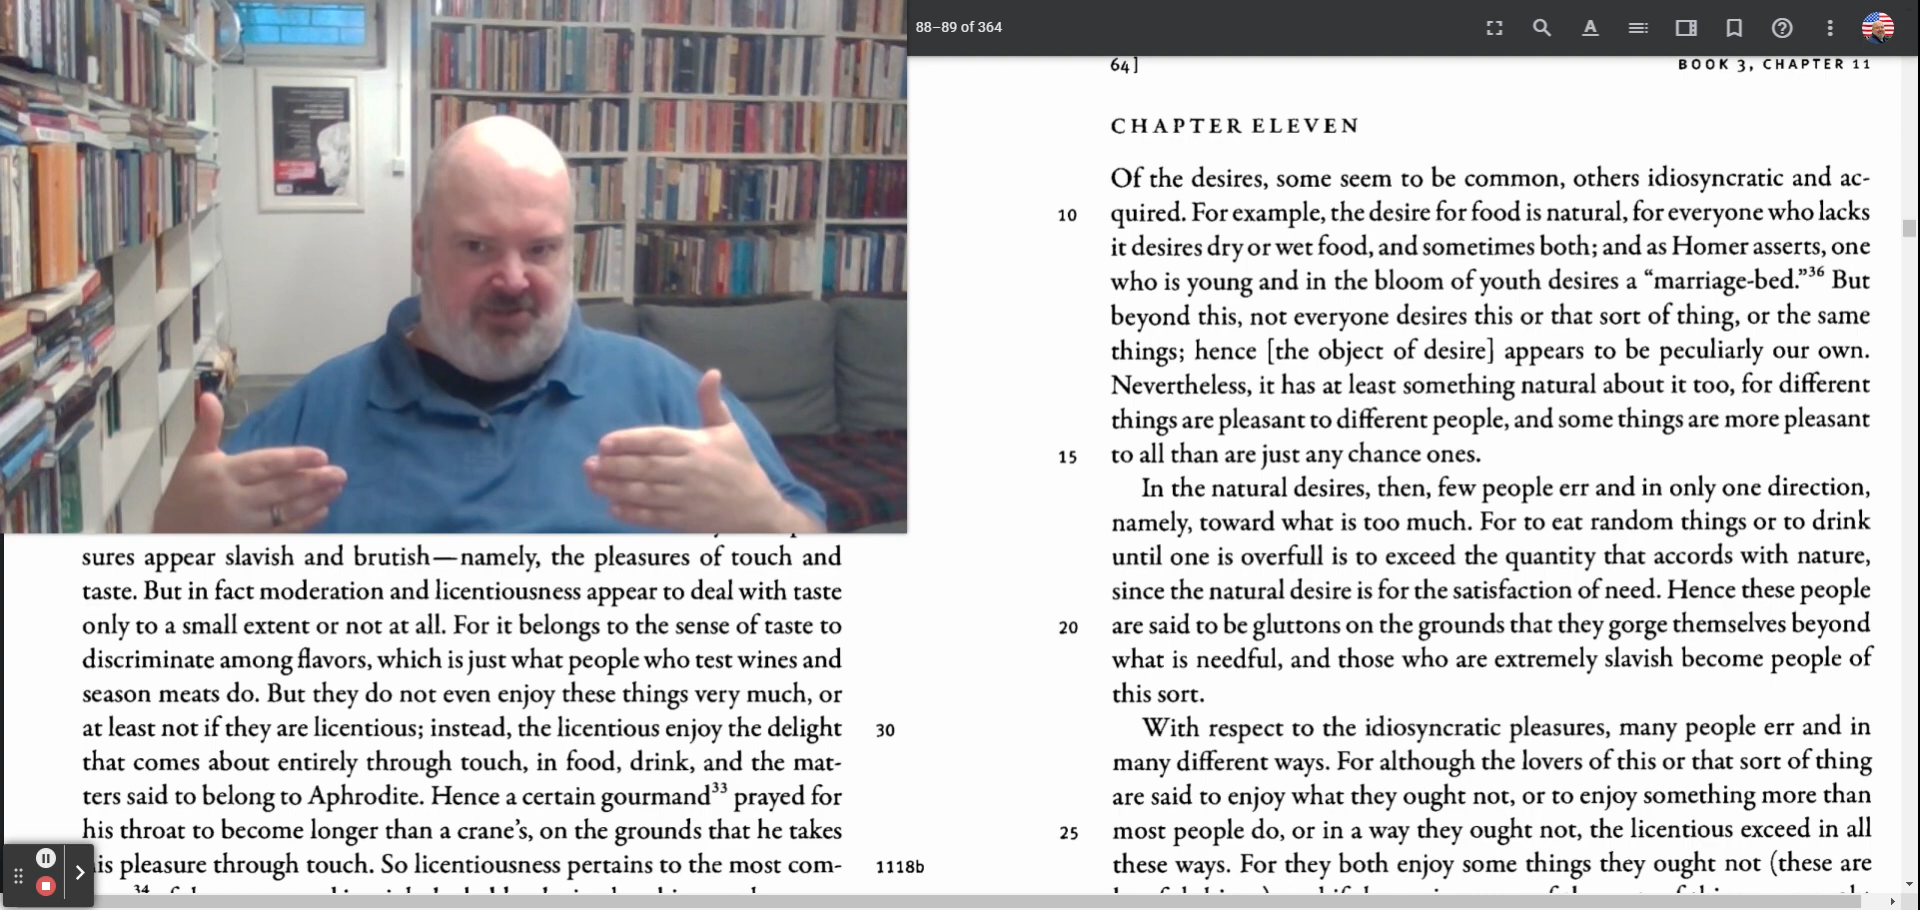 88–89 of 364
sures appear slavish and brutish—namely, the pleasures of touch and
taste. But in fact moderation and licentiousness appear to deal with taste
only to a small extent or not at all. For it belongs to the sense of taste to
discriminate among flavors, which is just what people who test wines and
season meats do. But they do not even enjoy these things very much, or
at least not if they are licentious; instead, the licentious enjoy the delight 30
that comes about entirely through touch, in food, drink, and the mat-
ters said to belong to Aphrodite. Hence a certain gourmand33 prayed for
his throat to become longer than a crane's, on the grounds that he takes
pleasure through touch. So licentiousness pertains to the most com- 1118b
34
64] BOOK 3, CHAPTER 11
CHAPTER ELEVEN
Of the desires, some seem to be common, others idiosyncratic and ac-
10 quired. For example, the desire for food is natural, for everyone who lacks
it desires dry or wet food, and sometimes both; and as Homer asserts, one
who is young and in the bloom of youth desires a “marriage-bed.”36 But
beyond this, not everyone desires this or that sort of thing, or the same
things; hence [the object of desire] appears to be peculiarly our own.
Nevertheless, it has at least something natural about it too, for different
things are pleasant to different people, and some things are more pleasant
15 to all than are just any chance ones.
In the natural desires, then, few people err and in only one direction,
namely, toward what is too much. For to eat random things or to drink
until one is overfull is to exceed the quantity that accords with nature,
since the natural desire is for the satisfaction of need. Hence these people
20 are said to be gluttons on the grounds that they gorge themselves beyond
what is needful, and those who are extremely slavish become people of
this sort.
With respect to the idiosyncratic pleasures, many people err and in
many different ways. For although the lovers of this or that sort of thing
are said to enjoy what they ought not, or to enjoy something more than
25 most people do, or in a way they ought not, the licentious exceed in all
these ways. For they both enjoy some things they ought not (these are